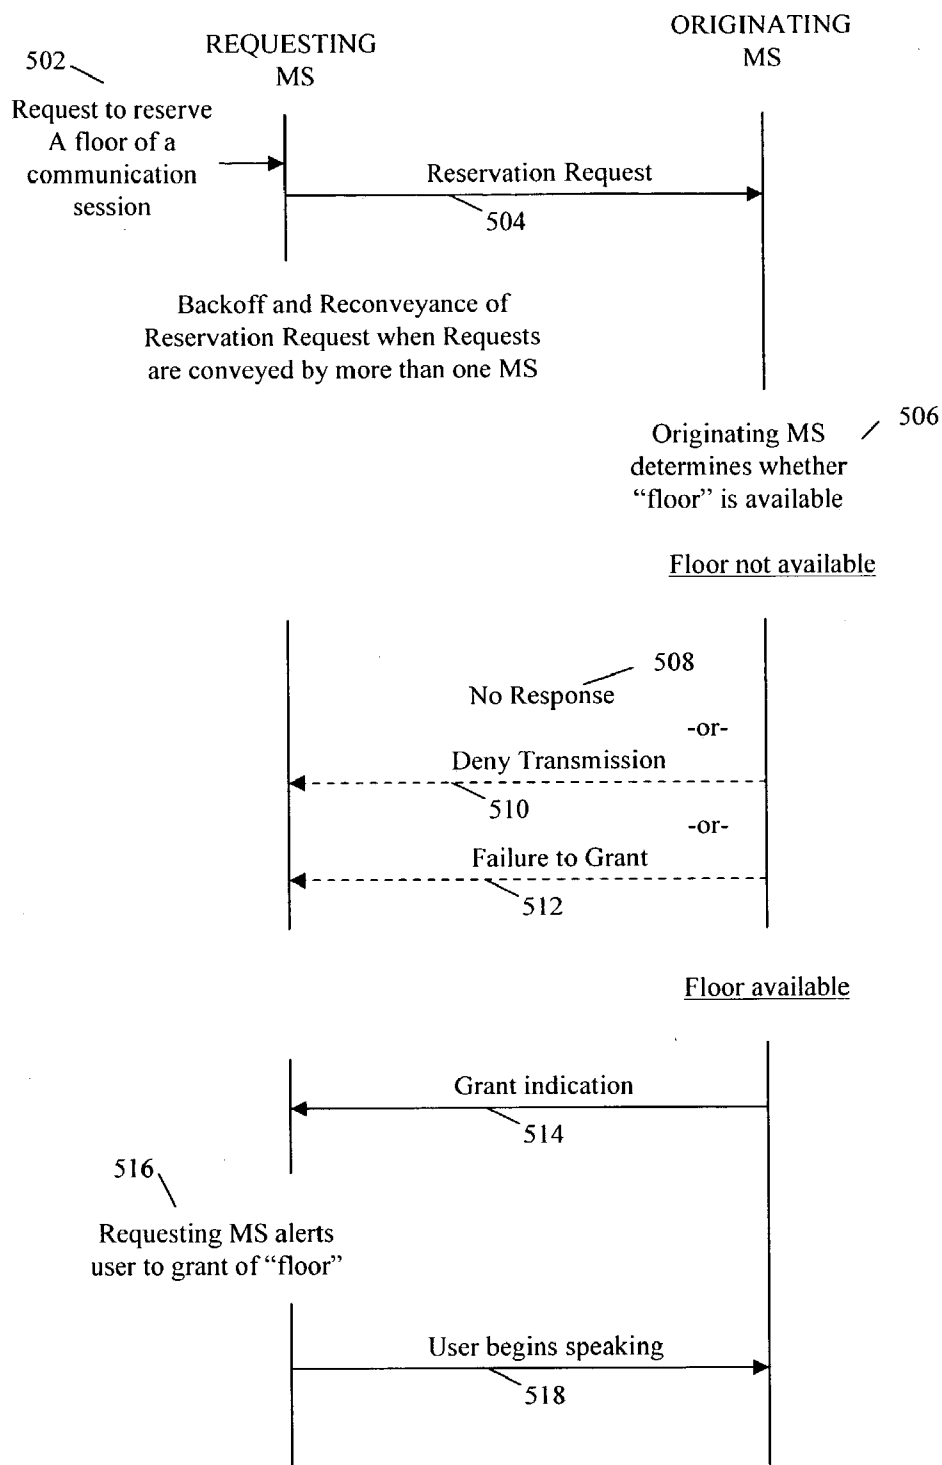 REQUESTING
MS
ORIGINATING
MS
502
Request to reserve
A floor of a
communication
session
Reservation Request
504
Backoff and Reconveyance of
Reservation Request when Requests
are conveyed by more than one MS
506
Originating MS
determines whether
“floor” is available
Floor not available
508
No Response
-or-
Deny Transmission
510
-or-
Failure to Grant
512
Floor available
Grant indication
514
516
Requesting MS alerts
user to grant of “floor”
User begins speaking
518